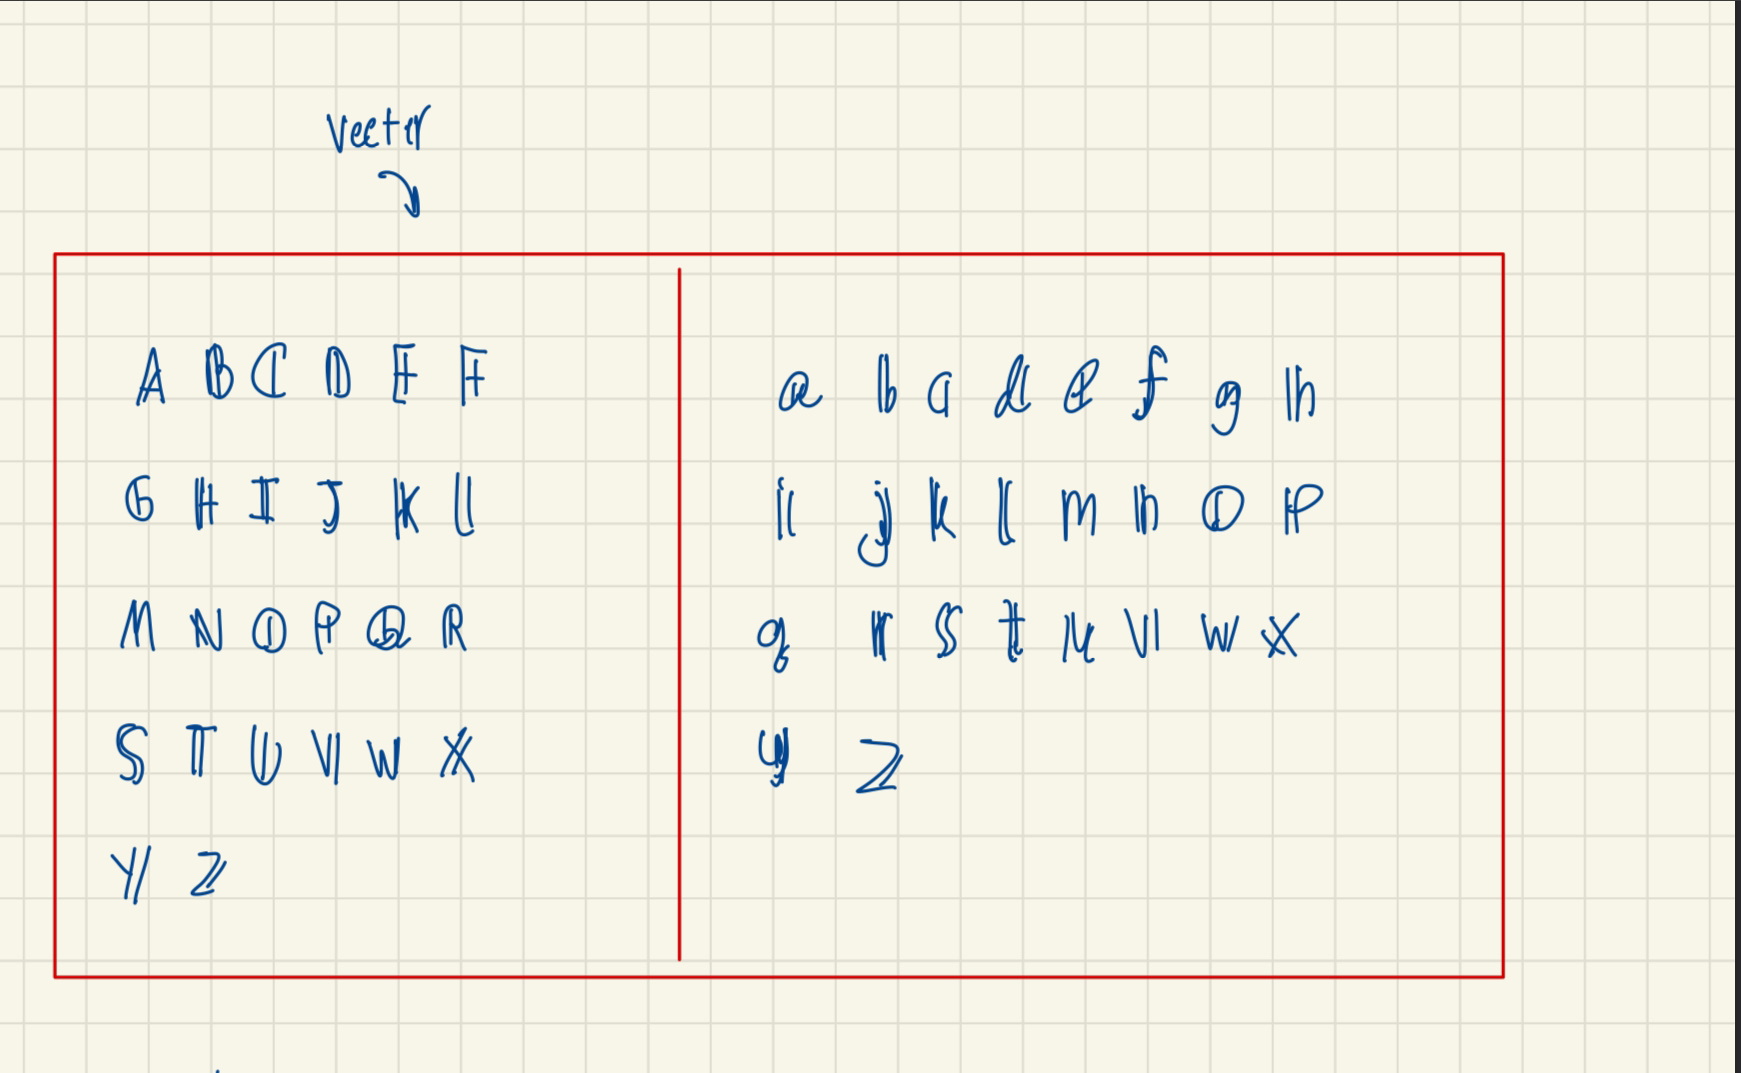 Vector
A B C D E F
G H I J K L
M N O P Q R
S T U V W X
Y Z
a b c d e f g h
i j k l m n o p
q r s t u v w x
y z